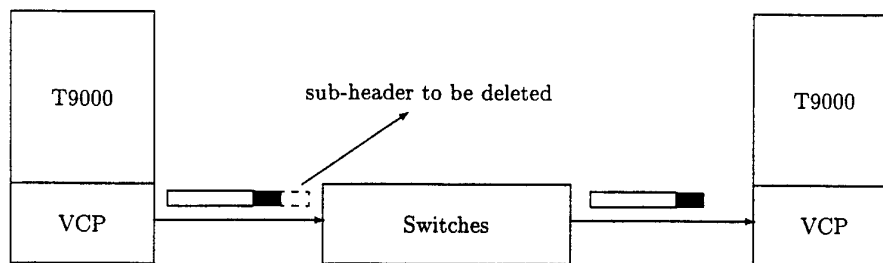 sub-header to be deleted
T9000
T9000
VCP
Switches
VCP